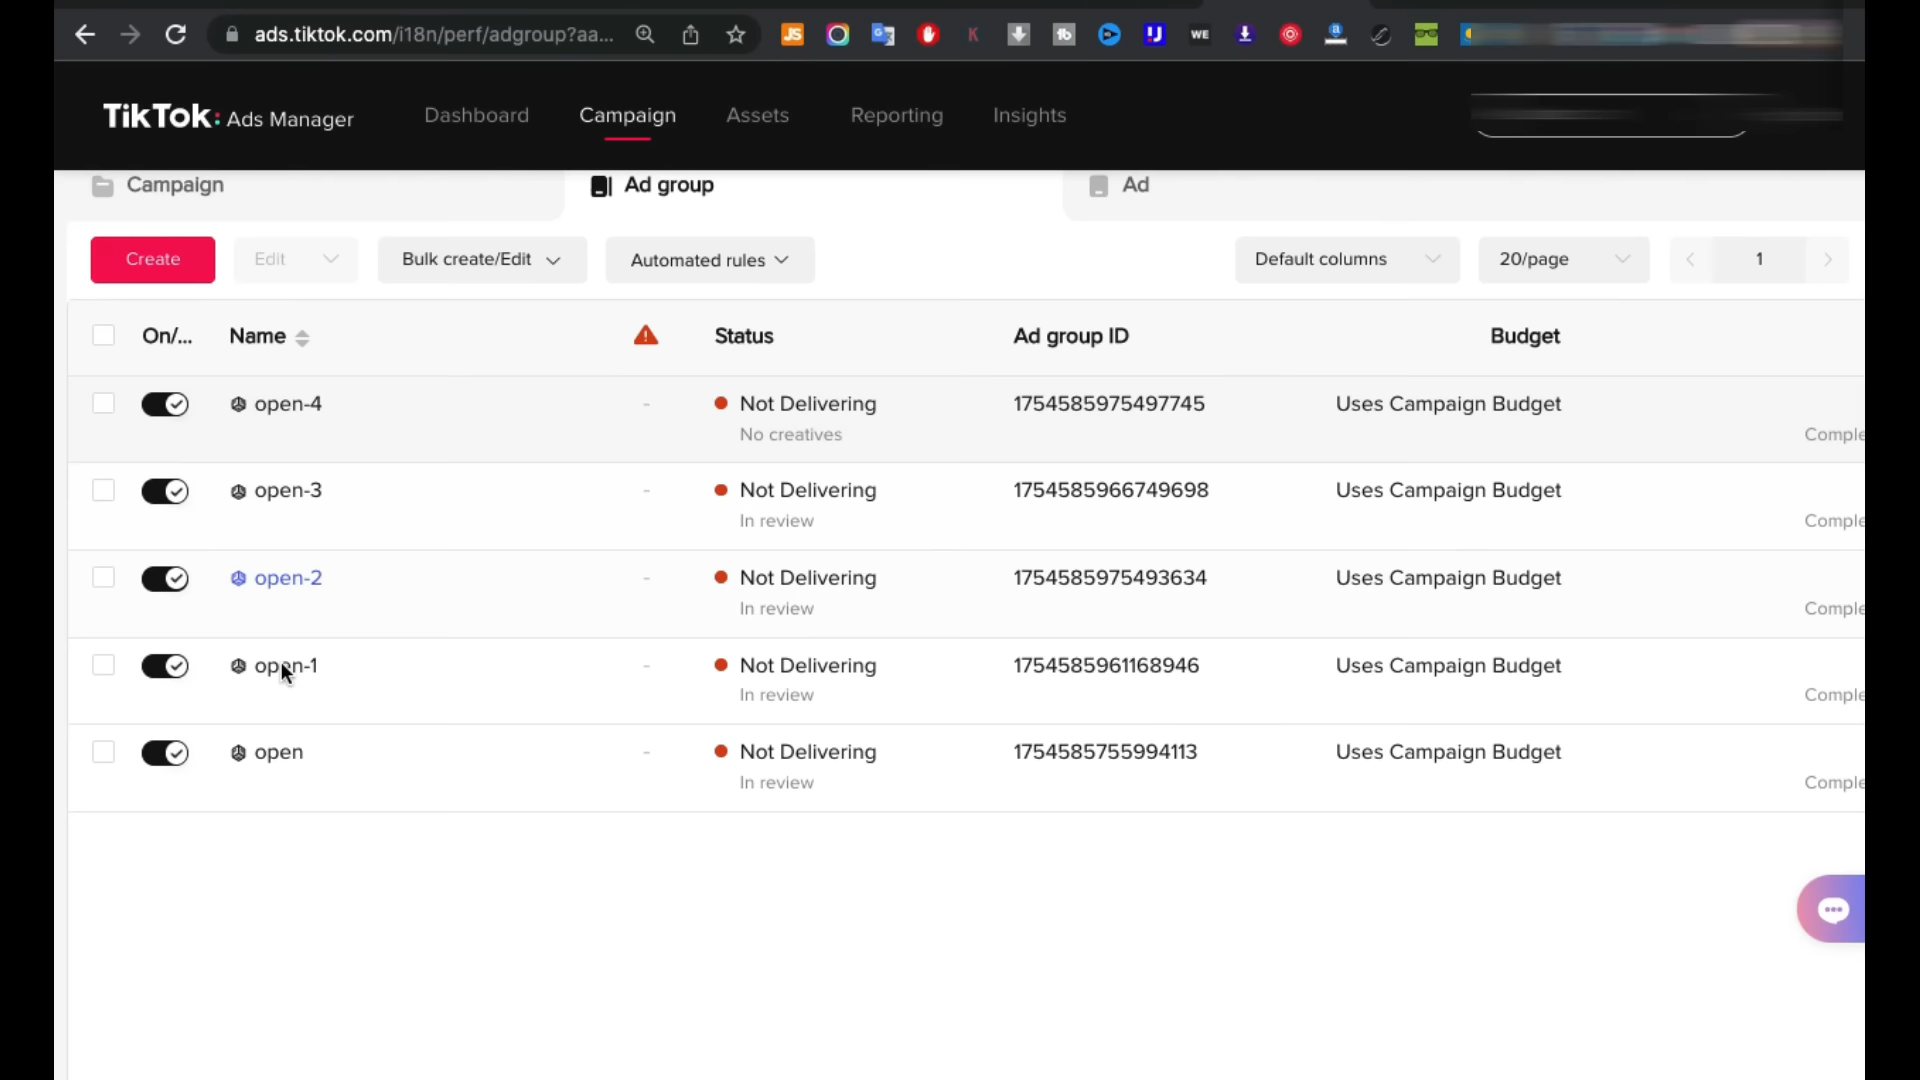 ads.tiktok.com/i18n/perf/adgroup?aa...
TikTok: Ads Manager
Dashboard
Campaign
Assets
Reporting
Insights
Campaign
Ad group
Ad
Create
Edit
Bulk create/Edit
Automated rules
Default columns
20/page
1
On/... Name Status Ad group ID Budget
open-4 - Not Delivering 1754585975497745 Uses Campaign Budget
No creatives Comple
open-3 - Not Delivering 1754585966749698 Uses Campaign Budget
In review Comple
open-2 - Not Delivering 1754585975493634 Uses Campaign Budget
In review Comple
open-1 - Not Delivering 1754585961168946 Uses Campaign Budget
In review Comple
open - Not Delivering 1754585755994113 Uses Campaign Budget
In review Comple